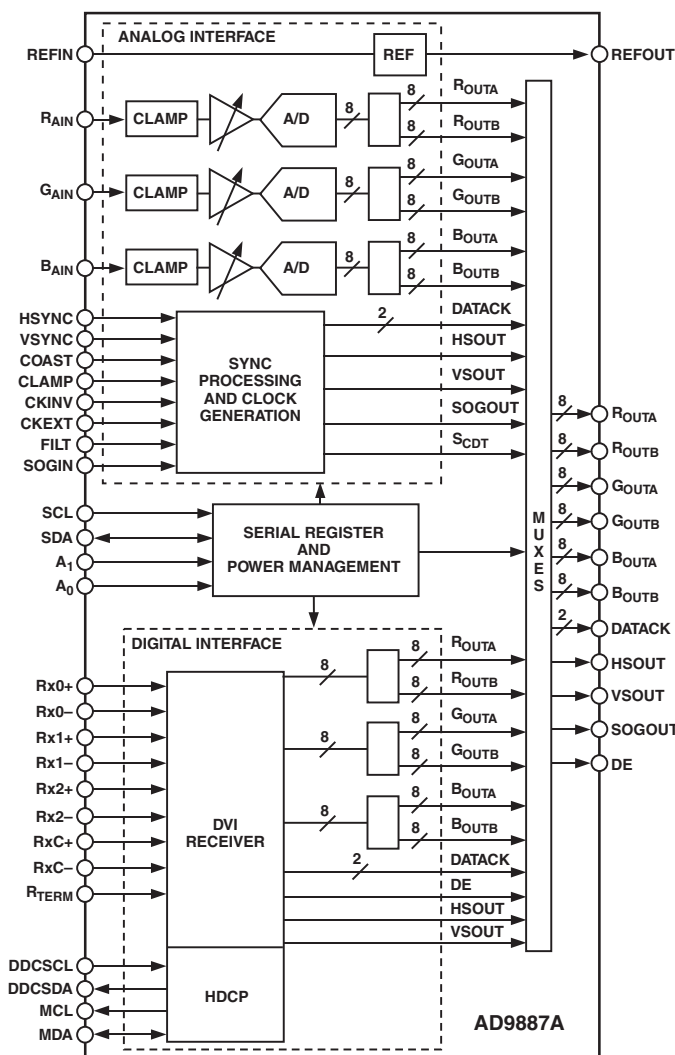 ANALOG INTERFACE
REFIN
REF
REFOUT
RAIN
CLAMP
A/D
8
8
ROUTA
8
ROUTB
GAIN
CLAMP
A/D
8
8
GOUTA
8
GOUTB
BAIN
CLAMP
A/D
8
8
BOUTA
8
BOUTB
HSYNC
VSYNC
COAST
CLAMP
CKINV
CKEXT
FILT
SOGIN
SYNC
PROCESSING
AND CLOCK
GENERATION
2
DATACK
HSOUT
VSOUT
SOGOUT
SCDT
SCL
SDA
A1
A0
SERIAL REGISTER
AND
POWER MANAGEMENT
MUXES
8
ROUTA
8
ROUTB
8
GOUTA
8
GOUTB
8
BOUTA
8
BOUTB
2
DATACK
HSOUT
VSOUT
SOGOUT
DE
DIGITAL INTERFACE
Rx0+
Rx0–
Rx1+
Rx1–
Rx2+
Rx2–
RxC+
RxC–
RTERM
DVI
RECEIVER
8
8
ROUTA
8
ROUTB
8
8
GOUTA
8
GOUTB
8
8
BOUTA
8
BOUTB
2
DATACK
DE
HSOUT
VSOUT
DDCSCL
DDCSDA
MCL
MDA
HDCP
AD9887A